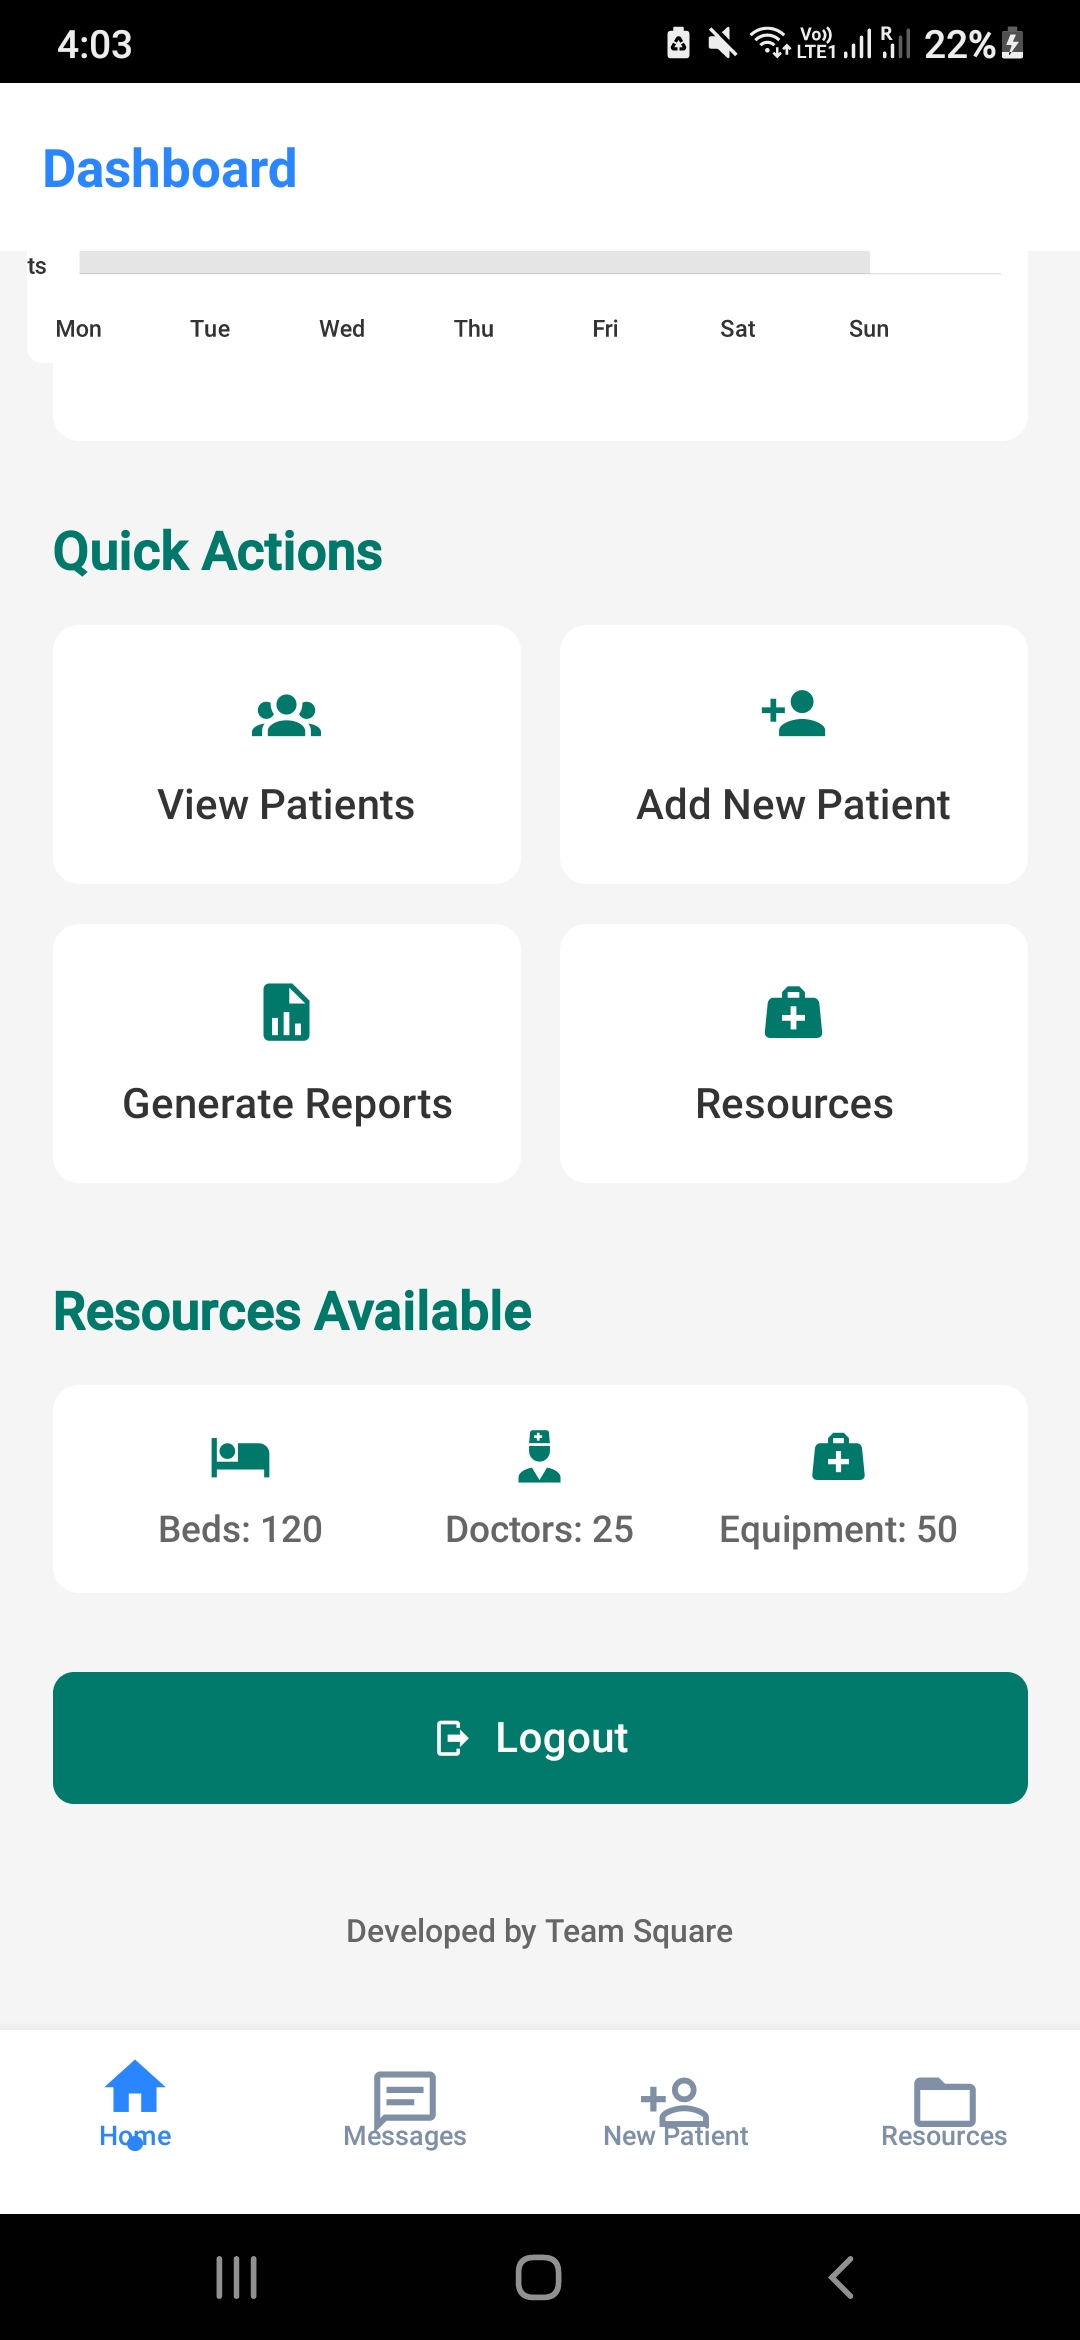 4:03 Vo)) LTE1 R 22%
Dashboard
ts
Mon Tue Wed Thu Fri Sat Sun
Quick Actions
View Patients Add New Patient
Generate Reports Resources
Resources Available
Beds: 120 Doctors: 25 Equipment: 50
Logout
Developed by Team Square
Home Messages New Patient Resources